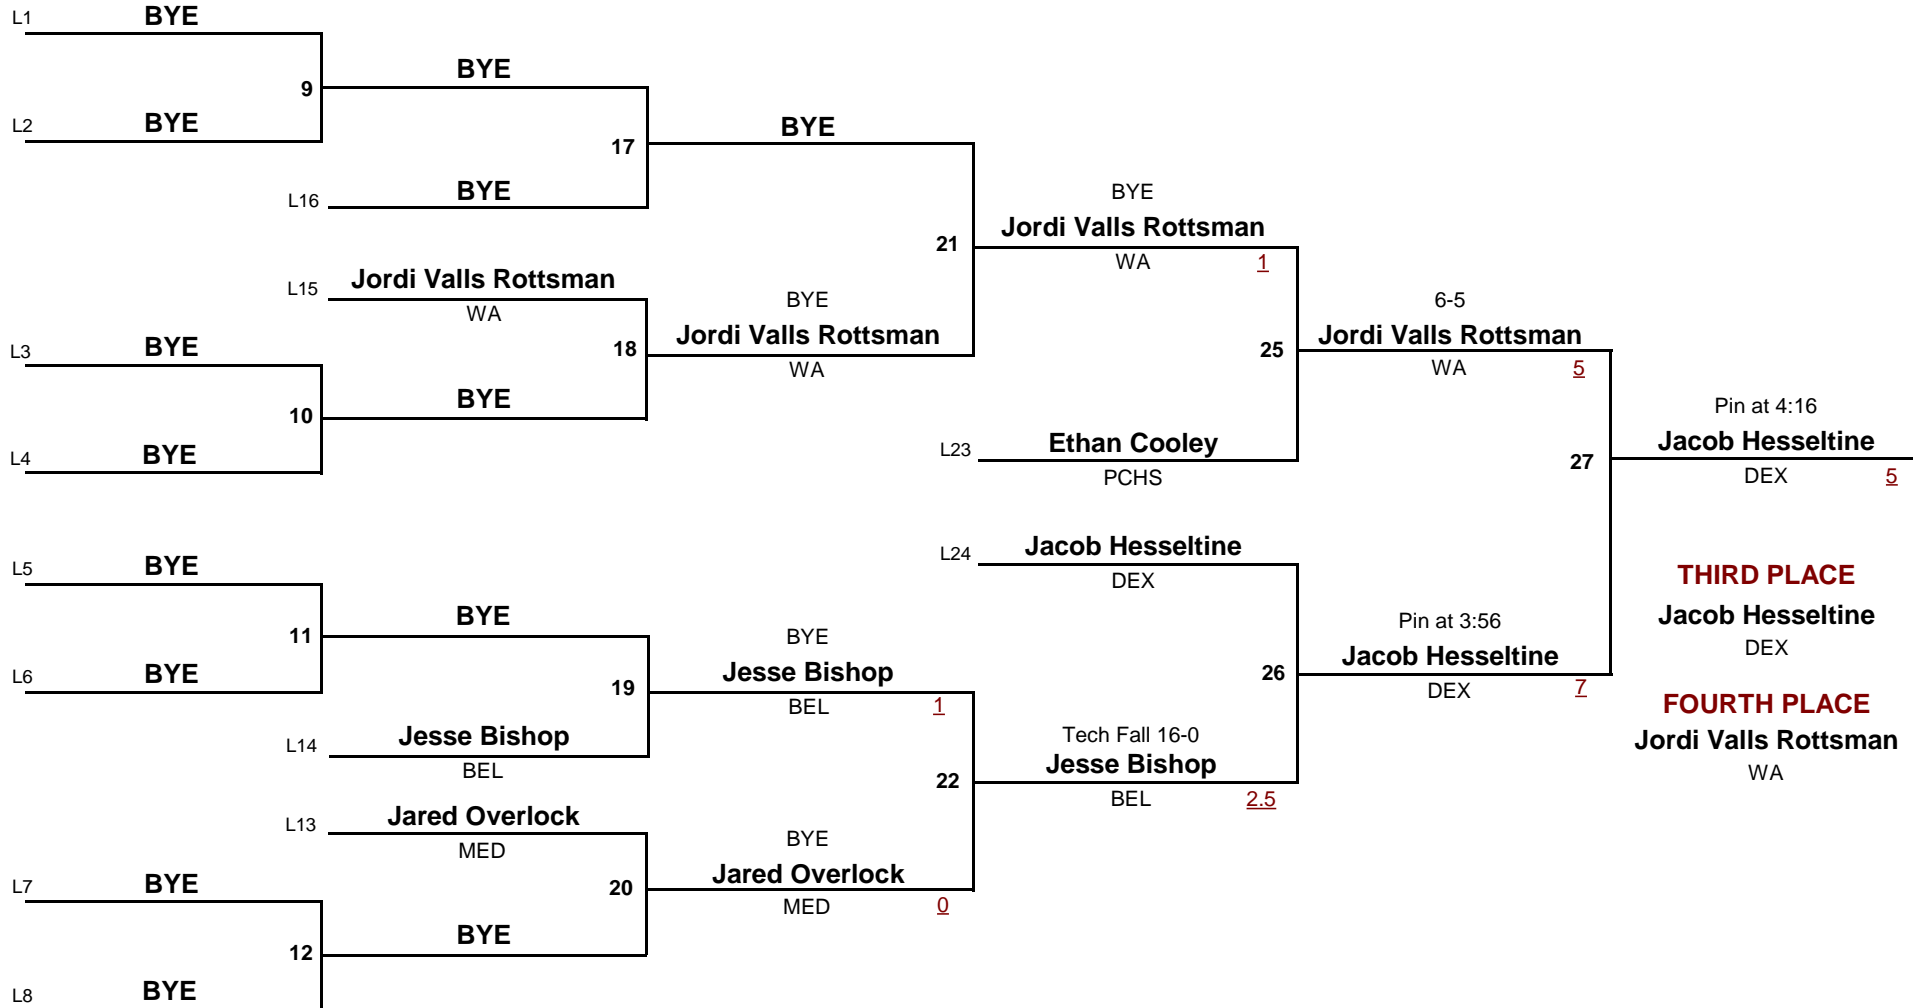 L1 BYE
9
L2 BYE
BYE
17
L16 BYE
BYE
L15 Jordi Valls Rottsman
WA
18
L3 BYE
10
L4 BYE
BYE
BYE
Jordi Valls Rottsman
WA
21
BYE
Jordi Valls Rottsman
WA 1
25
L23 Ethan Cooley
PCHS
6-5
Jordi Valls Rottsman
WA 5
27
Pin at 4:16
Jacob Hesseltine
DEX 5
L5 BYE
11
L6 BYE
BYE
19
L14 Jesse Bishop
BEL
BYE
Jesse Bishop
BEL 1
22
L13 Jared Overlock
MED
20
L7 BYE
12
L8 BYE
BYE
BYE
Jared Overlock
MED 0
Tech Fall 16-0
Jesse Bishop
BEL 2.5
L24 Jacob Hesseltine
DEX
26
Pin at 3:56
Jacob Hesseltine
DEX 7
THIRD PLACE
Jacob Hesseltine
DEX
FOURTH PLACE
Jordi Valls Rottsman
WA